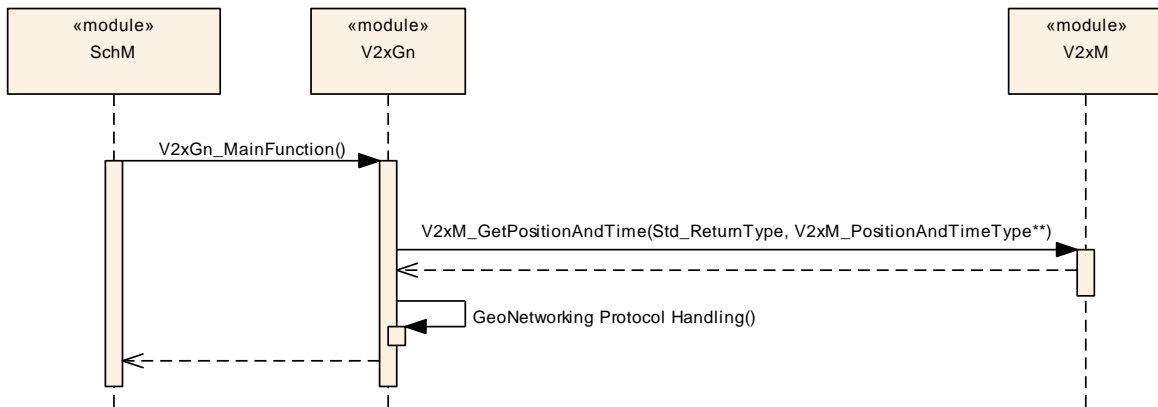 «module»
SchM
«module»
V2xGn
«module»
V2xM
V2xGn_MainFunction()
V2xM_GetPositionAndTime(Std_ReturnType, V2xM_PositionAndTimeType**)
GeoNetworking Protocol Handling()